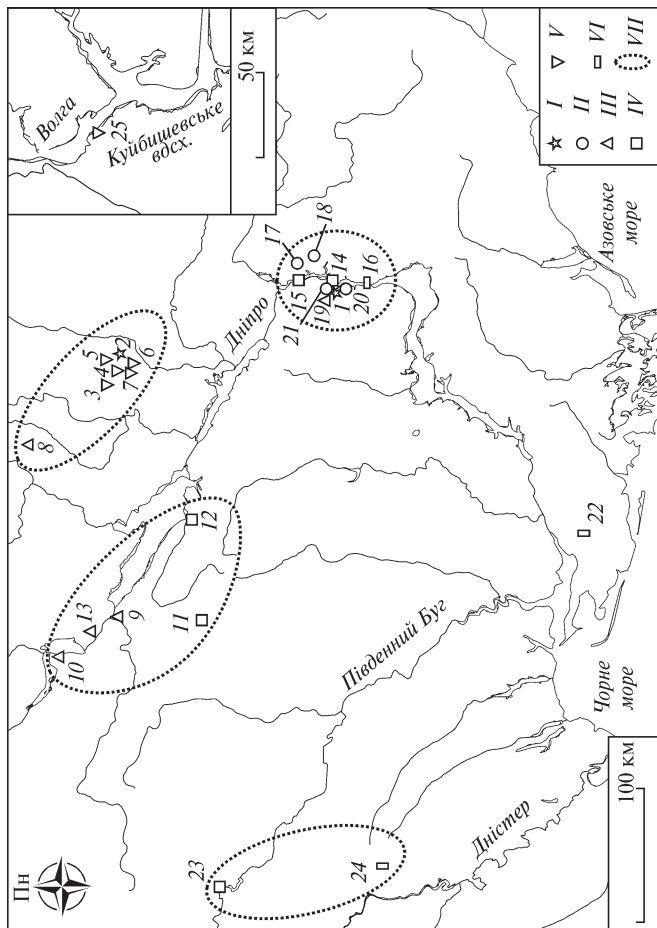 Пн
Волга
Куйбишевське
вдсх.
25
50 км
Дніпро
3
4
5
2
7
6
8
10
13
9
11
12
17
18
15
14
21
19
1
20
16
22
23
24
Південний Буг
Дністер
Чорне
море
Азовське
море
100 км
I
II
III
IV
V
VI
VII